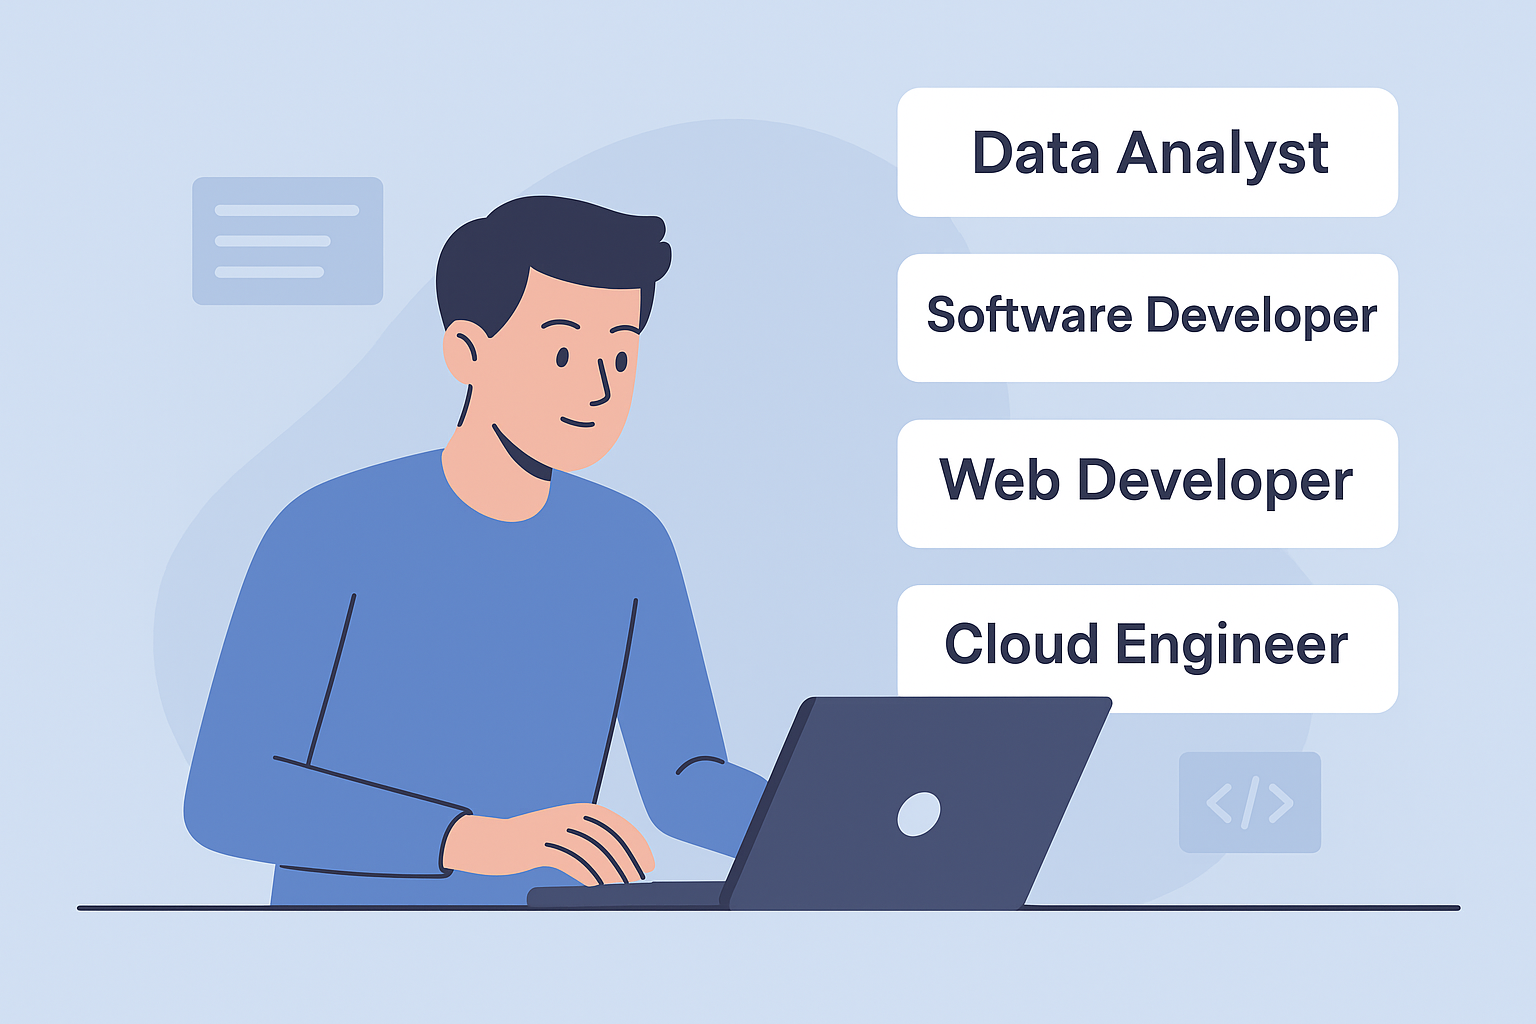 Data Analyst
Software Developer
Web Developer
Cloud Engineer
</>